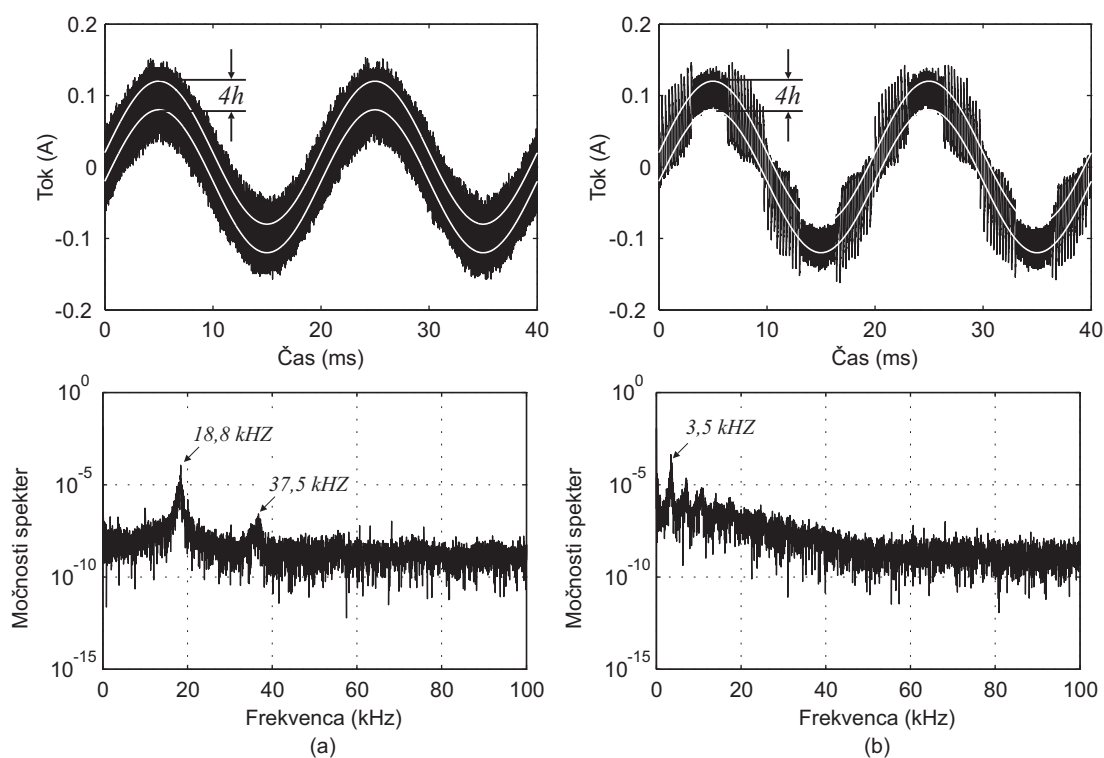 0.2
0.1
0
-0.1
-0.2
Tok (A)
4h
0 10 20 30 40
Čas (ms)
0.2
0.1
0
-0.1
-0.2
Tok (A)
4h
0 10 20 30 40
Čas (ms)
10^0
10^-5
10^-10
10^-15
Močnosti spekter
18,8 kHZ
37,5 kHZ
0 20 40 60 80 100
Frekvenca (kHz)
(a)
10^0
10^-5
10^-10
10^-15
Močnosti spekter
3,5 kHZ
0 20 40 60 80 100
Frekvenca (kHz)
(b)